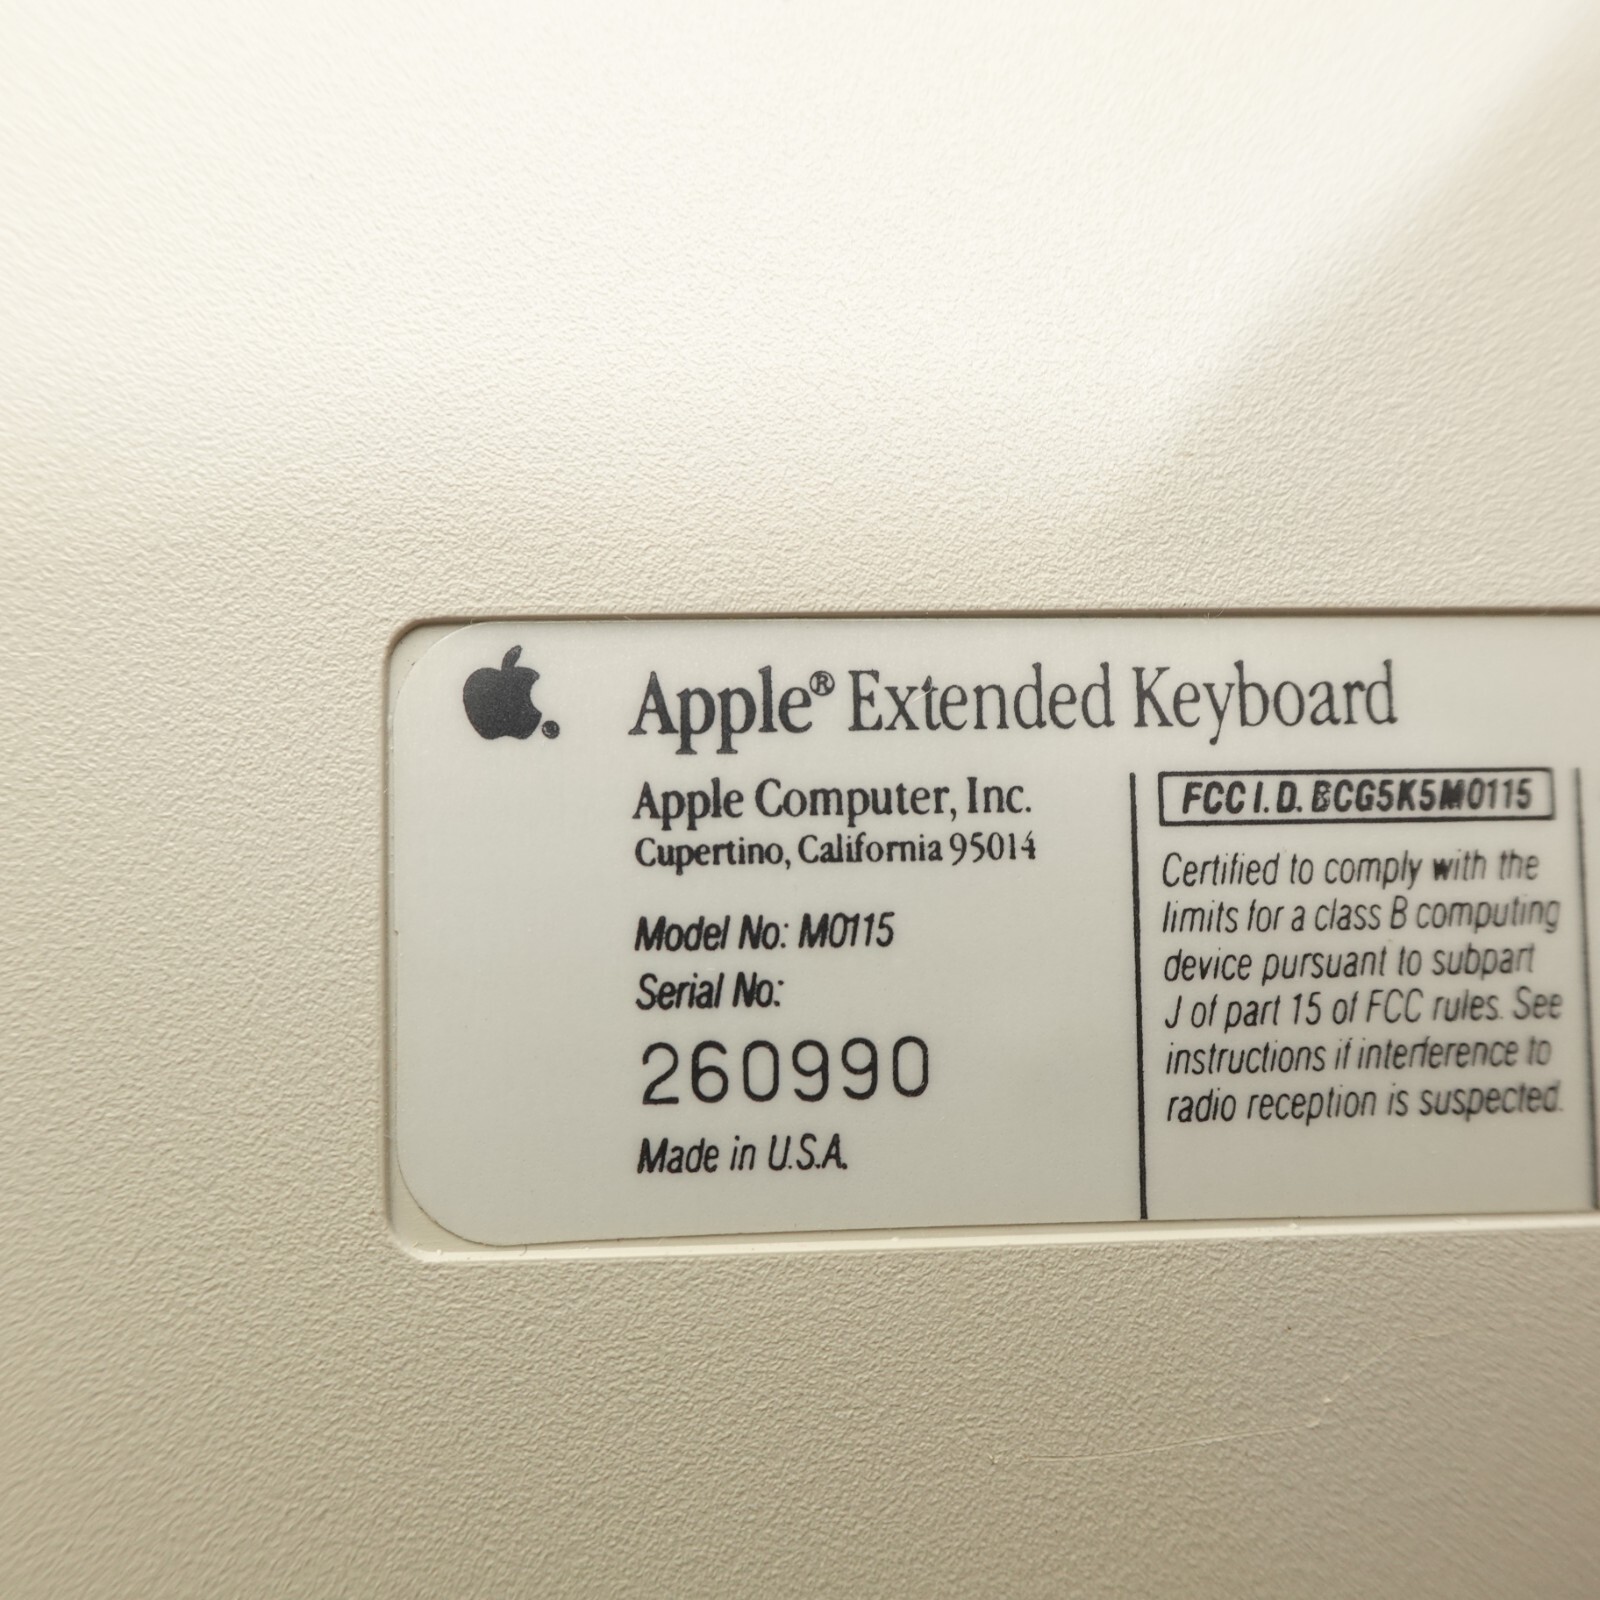 Apple® Extended Keyboard
Apple Computer, Inc.
Cupertino, California 95014
Model No: M0115
Serial No:
260990
Made in U.S.A.
FCC I.D. BCG5K5M0115
Certified to comply with the
limits for a class B computing
device pursuant to subpart
J of part 15 of FCC rules. See
instructions if interference to
radio reception is suspected.